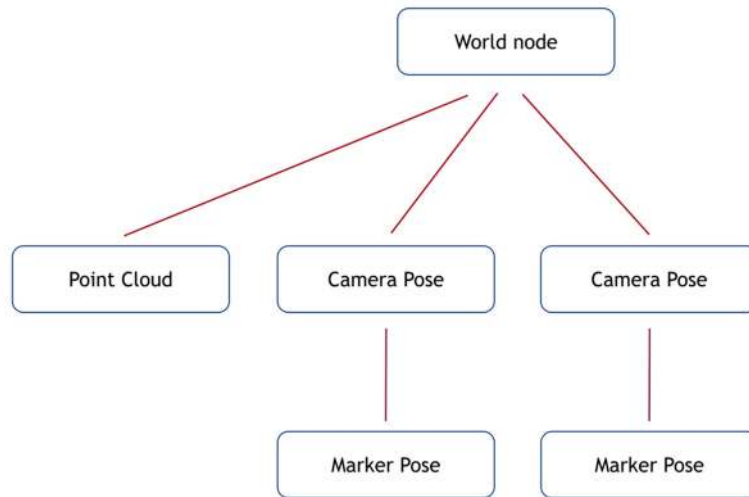 World node
Point Cloud
Camera Pose
Camera Pose
Marker Pose
Marker Pose